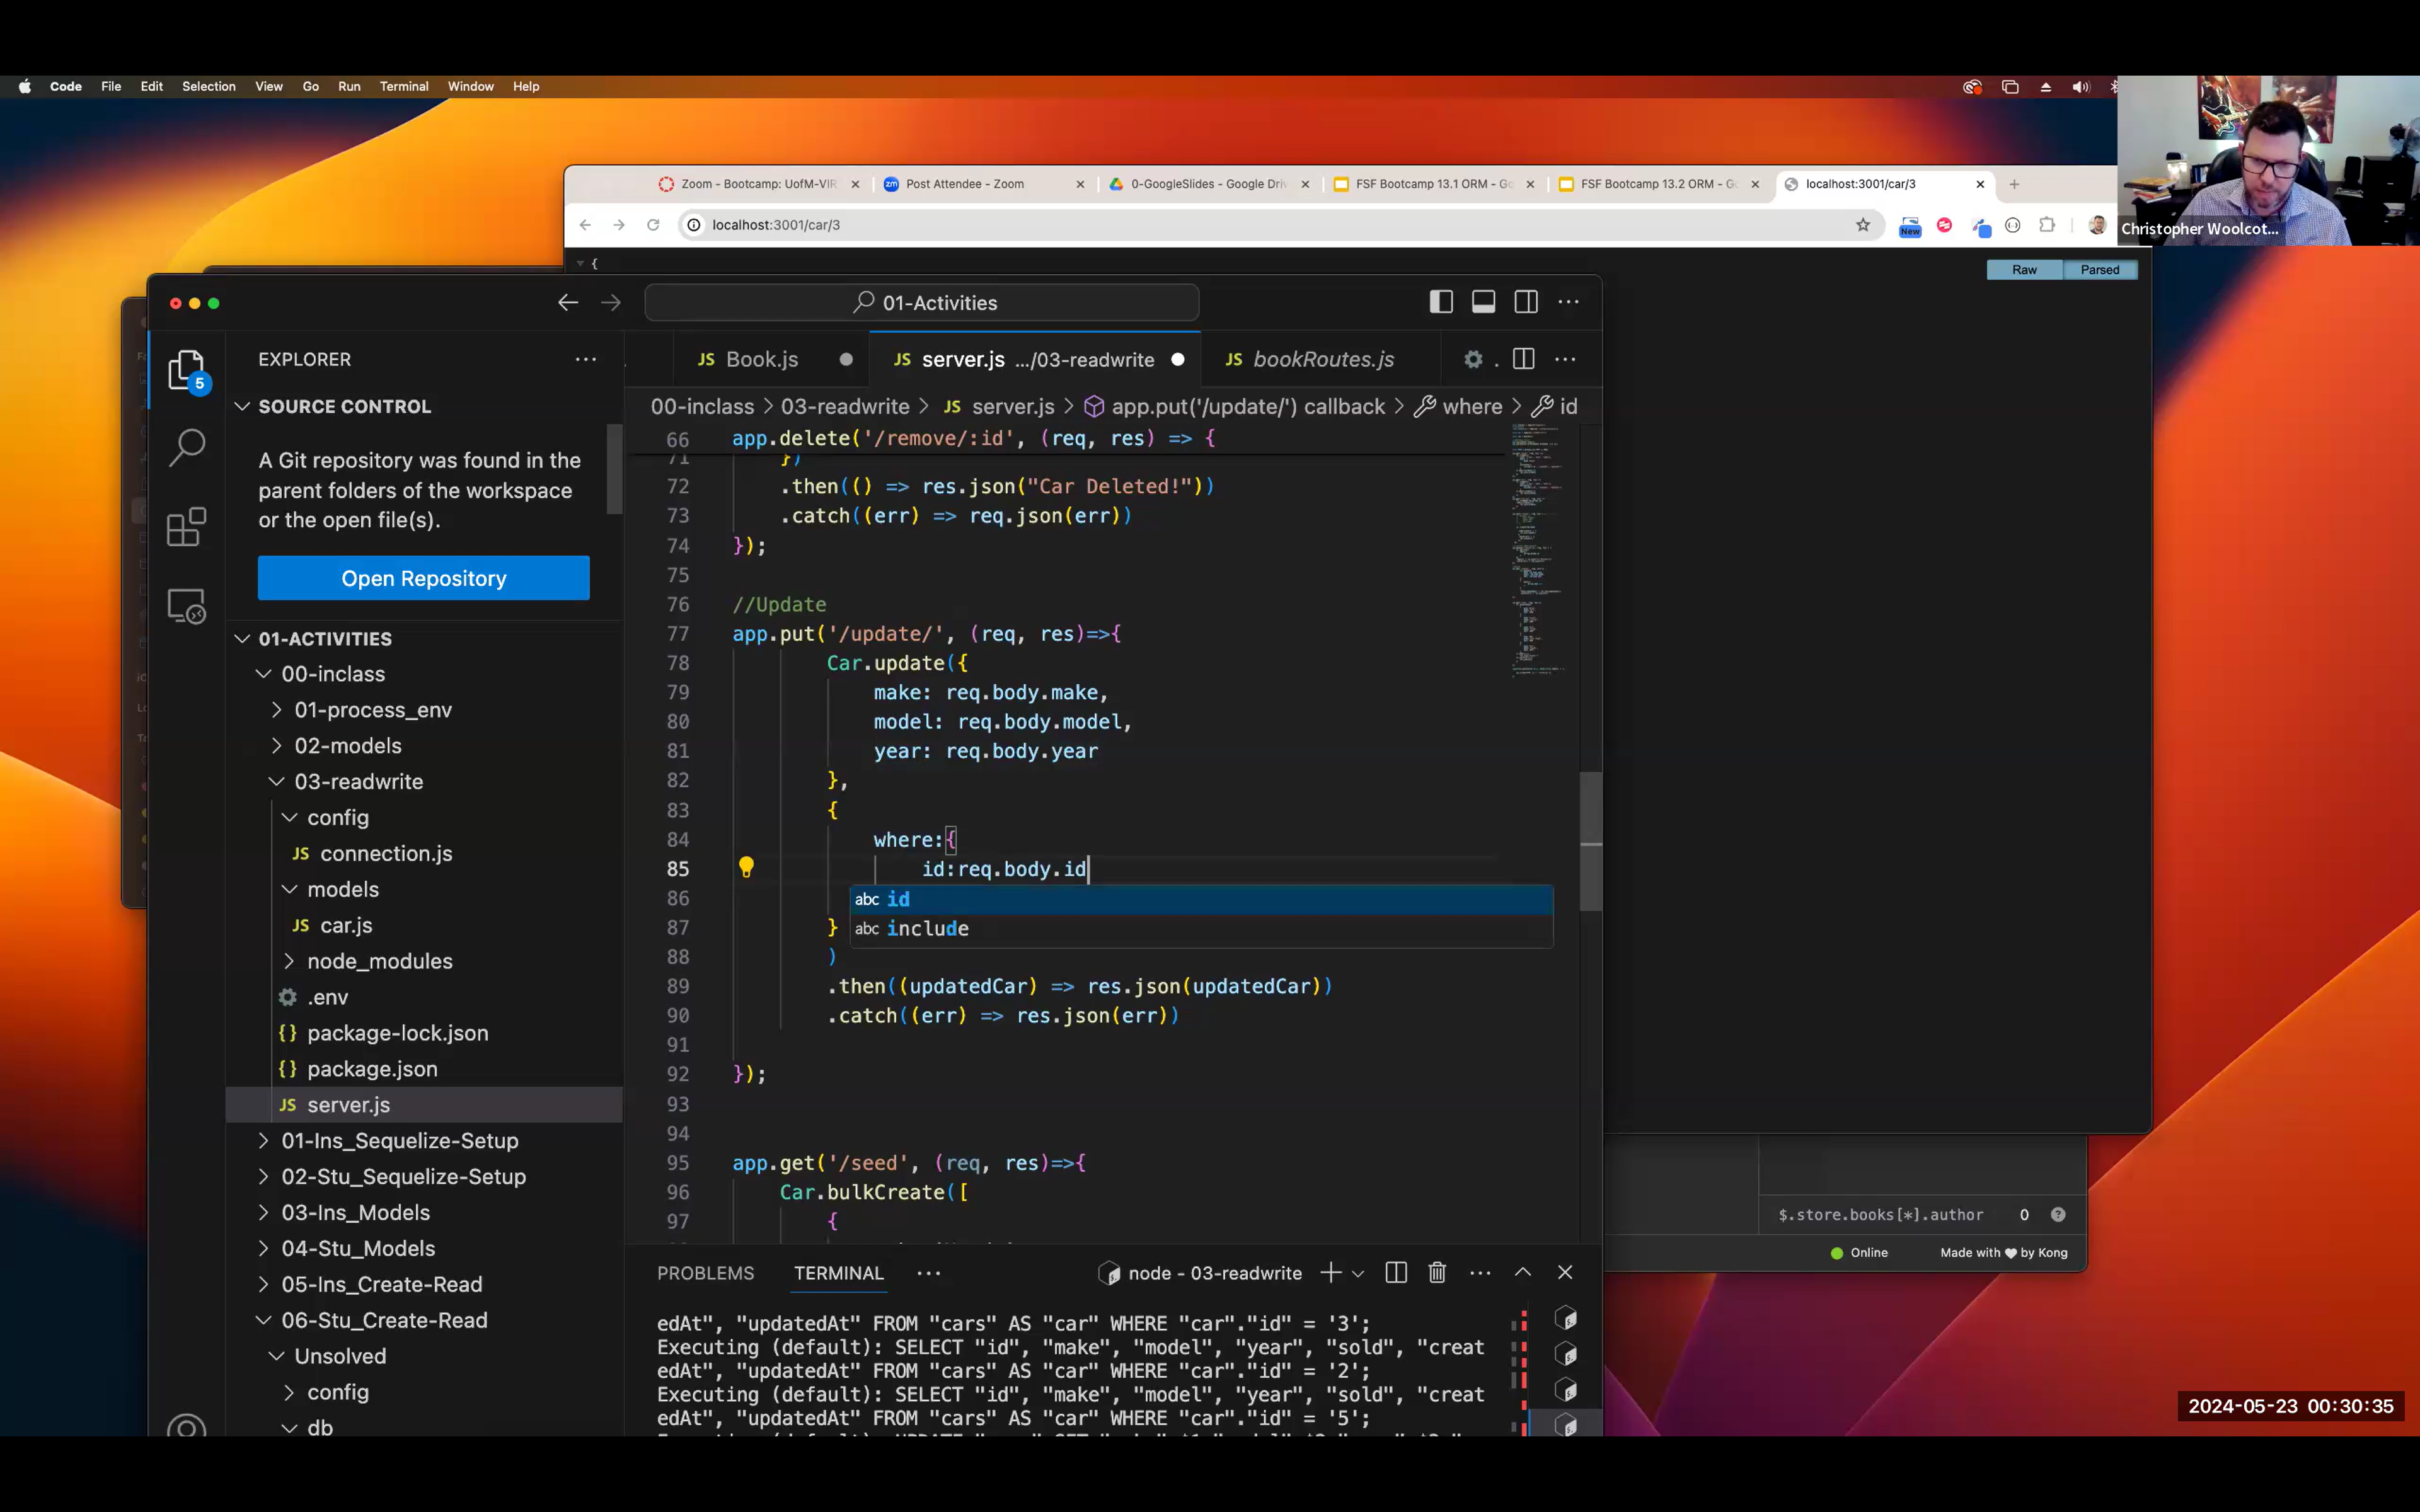 Code File Edit Selection View Go Run Terminal Window Help
Zoom - Bootcamp: UofM-VIR
Post Attendee - Zoom
0-GoogleSlides - Google Driv
FSF Bootcamp 13.1 ORM - Go
FSF Bootcamp 13.2 ORM - Go
localhost:3001/car/3
localhost:3001/car/3
New
Christopher Woolcot...
{
Raw Parsed
01-Activities
EXPLORER
Book.js
server.js .../03-readwrite
bookRoutes.js
5
SOURCE CONTROL
A Git repository was found in the
parent folders of the workspace
or the open file(s).
Open Repository
01-ACTIVITIES
00-inclass
01-process_env
02-models
03-readwrite
config
JS connection.js
models
JS car.js
node_modules
.env
{} package-lock.json
{} package.json
JS server.js
01-Ins_Sequelize-Setup
02-Stu_Sequelize-Setup
03-Ins_Models
04-Stu_Models
05-Ins_Create-Read
06-Stu_Create-Read
Unsolved
config
db
00-inclass > 03-readwrite > JS server.js > app.put('/update/') callback > where > id
66 app.delete('/remove/:id', (req, res) => {
71 })
72 .then(() => res.json("Car Deleted!"))
73 .catch((err) => req.json(err))
74 });
75
76 //Update
77 app.put('/update/', (req, res)=>{
78 Car.update({
79 make: req.body.make,
80 model: req.body.model,
81 year: req.body.year
82 },
83 {
84 where:{
85 id:req.body.id
86 abc id
87 } abc include
88 )
89 .then((updatedCar) => res.json(updatedCar))
90 .catch((err) => res.json(err))
91
92 });
93
94
95 app.get('/seed', (req, res)=>{
96 Car.bulkCreate([
97 {
PROBLEMS TERMINAL
node - 03-readwrite
edAt", "updatedAt" FROM "cars" AS "car" WHERE "car"."id" = '3';
Executing (default): SELECT "id", "make", "model", "year", "sold", "creat
edAt", "updatedAt" FROM "cars" AS "car" WHERE "car"."id" = '2';
Executing (default): SELECT "id", "make", "model", "year", "sold", "creat
edAt", "updatedAt" FROM "cars" AS "car" WHERE "car"."id" = '5';
$.store.books[*].author 0
Online
Made with ♥ by Kong
2024-05-23 00:30:35